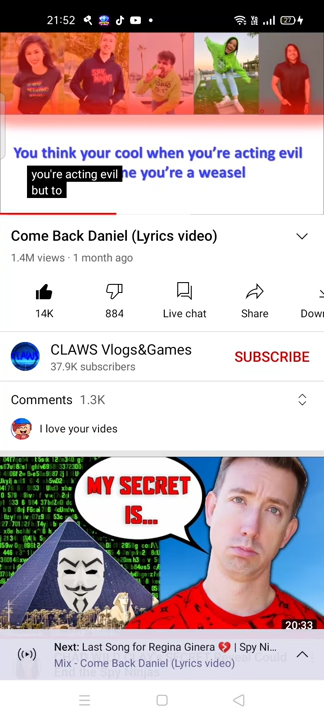 21:52
27
You think your cool when you're acting evil
you're acting evil
but to
me you're a weasel
Come Back Daniel (Lyrics video)
1.4M views · 1 month ago
14K
884
Live chat
Share
Down
CLAWS
CLAWS Vlogs&Games
SUBSCRIBE
37.9K subscribers
Comments 1.3K
I love your vides
MY SECRET
IS...
20:33
Next: Last Song for Regina Ginera 💔 | Spy Ni...
Mix - Come Back Daniel (Lyrics video)